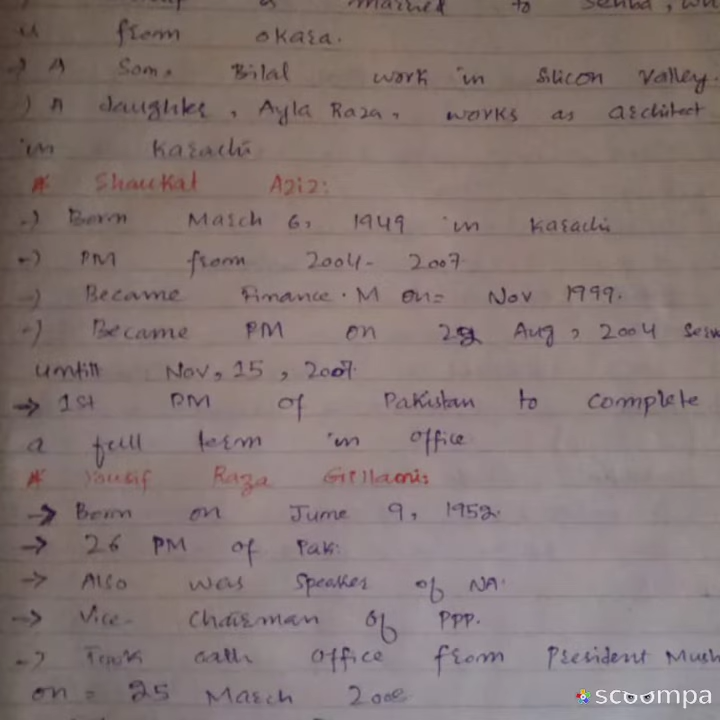 married to
from okara.
-) A Son, Bilal work in Silicon Valley.
-) A daughter, Ayla Raza, works as architect
in Karachi
* Shaukat Aziz:
-) Born March 6, 1949 in Karachi
-) PM from 2004- 2007
-) Became Finance. M on= Nov 1999.
-) Became PM on Aug, 2004
untill Nov, 15, 2007.
-> 1st PM of Pakistan to complete
a full term in office
* Yousif Raza Gillani:
-> Born on June 9, 1952.
-> 26 PM of Pak.
-> Also was Speaker of NA.
-> Vice- Chairman of PPP.
-) Took oath office from President Mush
on= 25 March 2008
scoompa